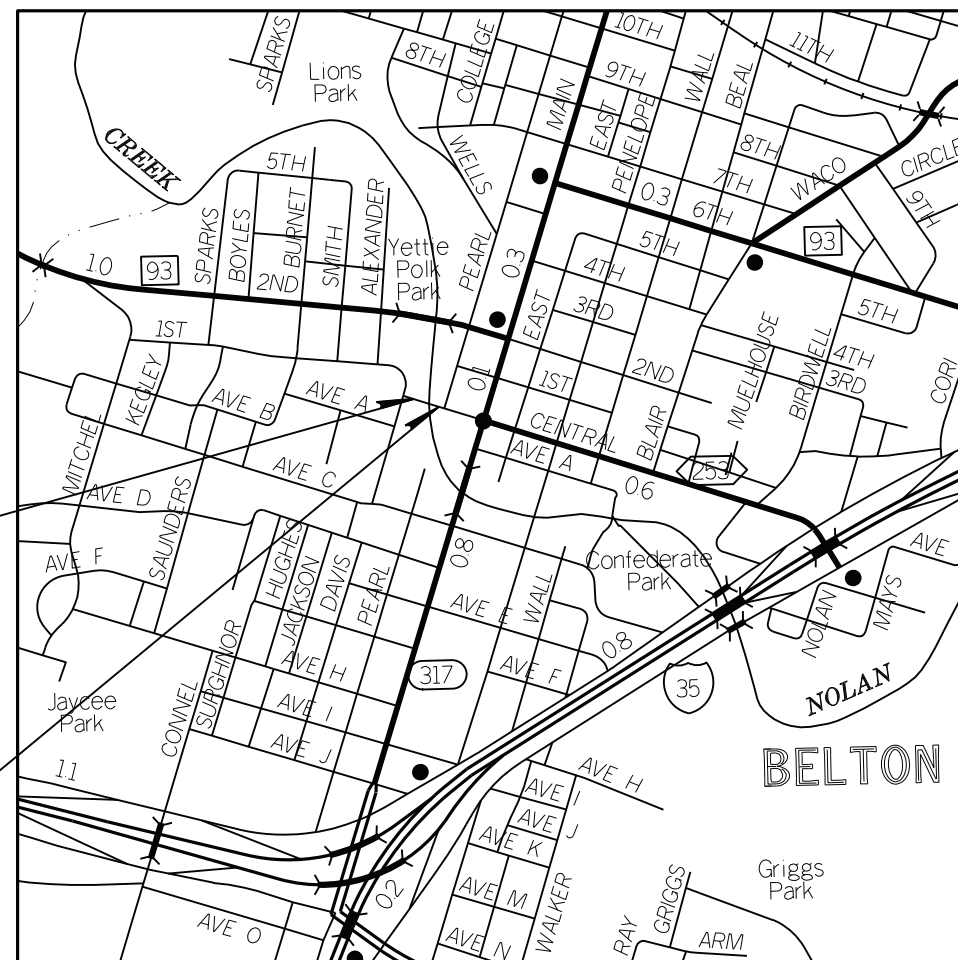 SPARKS
Lions
Park
8TH
COLLEGE
MAIN
10TH
9TH
EAST
PENELOPE
WALL
BEAL
11TH
8TH
7TH
6TH
WACO
CIRCLE
9TH
CREEK
5TH
WELLS
SPARKS
BOYLES
BURNET
SMITH
ALEXANDER
Yettie
Polk
Park
PEARL
0.3
0.3
93
1.0
93
2ND
1ST
5TH
4TH
3RD
EAST
5TH
4TH
3RD
MUELHOUSE
BIRDWELL
CORI
KEGLEY
AVE B
AVE A
0.1
1ST
2ND
BLAIR
CENTRAL
AVE A
253
0.6
MITCHEL
AVE C
AVE D
SAUNDERS
AVE F
HUGHES
JACKSON
DAVIS
PEARL
0.8
AVE E
WALL
Confederate
Park
AVE
NOLAN
MAYS
0.8
AVE F
317
35
NOLAN
BELTON
Jaycee
Park
CONNEL
SURGHNOR
AVE H
AVE I
AVE J
1.1
AVE H
AVE I
AVE J
AVE K
AVE M
AVE N
WALKER
0.2
AVE O
RAY
GRIGGS
Griggs
Park
ARM